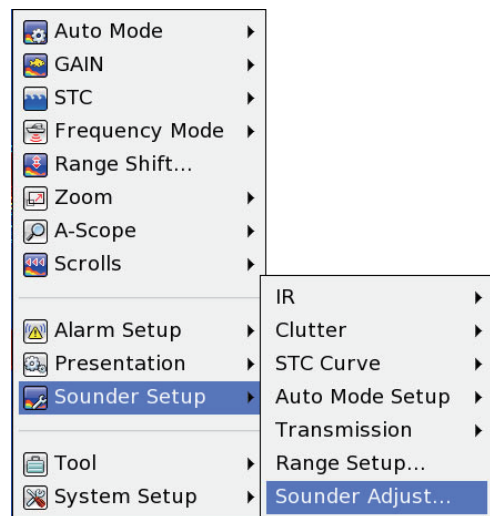 Auto Mode
GAIN
STC
Frequency Mode
Range Shift...
Zoom
A-Scope
Scrolls
Alarm Setup
Presentation
Sounder Setup
Tool
System Setup
IR
Clutter
STC Curve
Auto Mode Setup
Transmission
Range Setup...
Sounder Adjust...